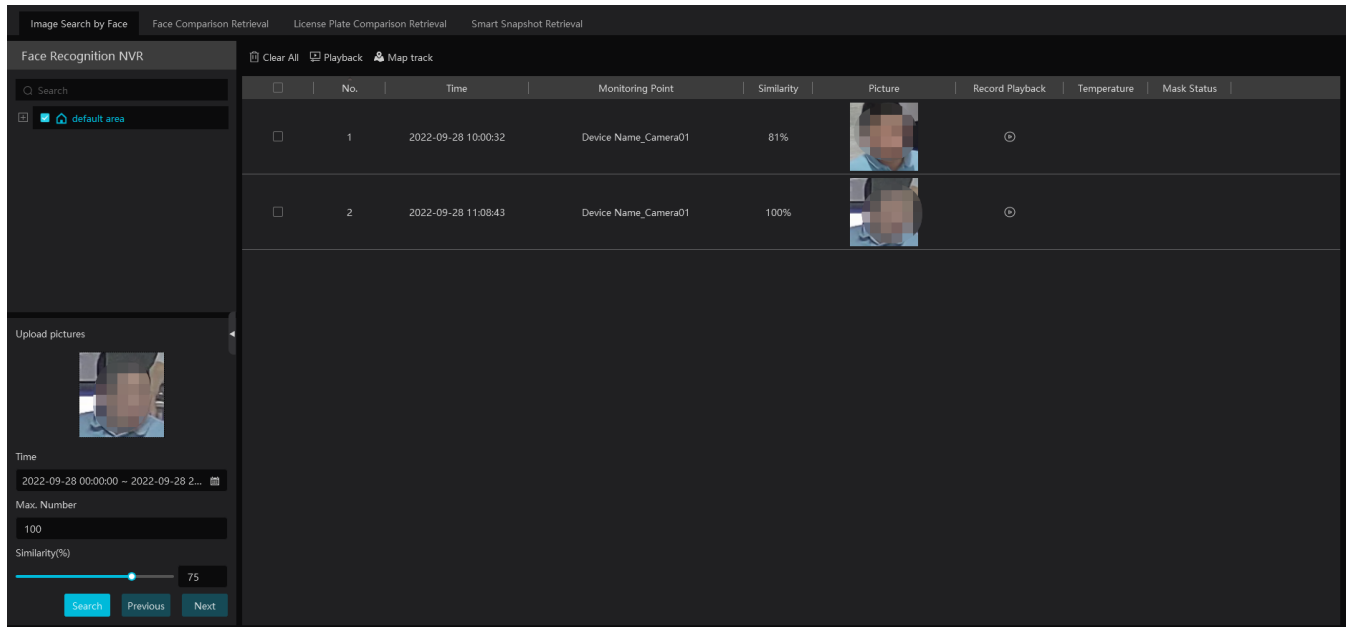 Image Search by Face Face Comparison Retrieval License Plate Comparison Retrieval Smart Snapshot Retrieval
Face Recognition NVR
Clear All Playback Map track
Search
default area
No. Time Monitoring Point Similarity Picture Record Playback Temperature Mask Status
1 2022-09-28 10:00:32 Device Name_Camera01 81%
2 2022-09-28 11:08:43 Device Name_Camera01 100%
Upload pictures
Time
2022-09-28 00:00:00 ~ 2022-09-28 2...
Max. Number
100
Similarity(%)
75
Search Previous Next